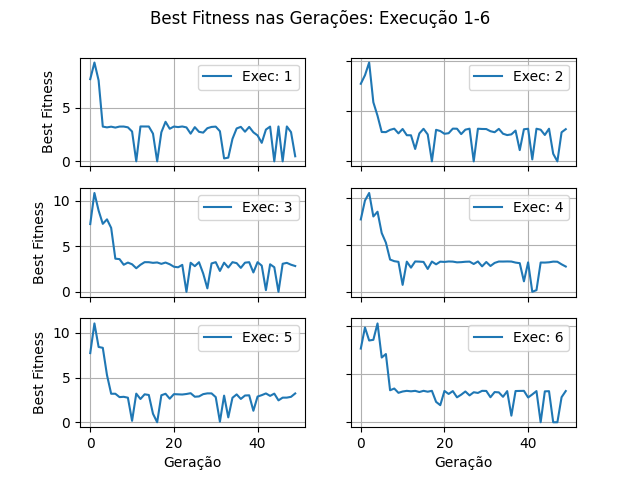 Best Fitness nas Gerações: Execução 1-6
Best Fitness
5
0
Exec: 1
Exec: 2
Best Fitness
10
5
0
Exec: 3
Exec: 4
Best Fitness
10
5
0
Exec: 5
Exec: 6
0 20 40
0 20 40
Geração
Geração